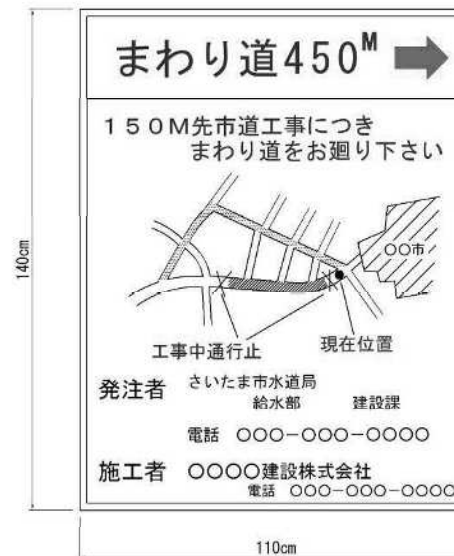 まわり道450M
150M先市道工事につき
まわり道をお廻り下さい
○○市
工事中通行止
現在位置
発注者 さいたま市水道局
給水部 建設課
電話 ○○○-○○○-○○○○
施工者 ○○○○建設株式会社
電話 ○○○-○○○-○○○○
140cm
110cm